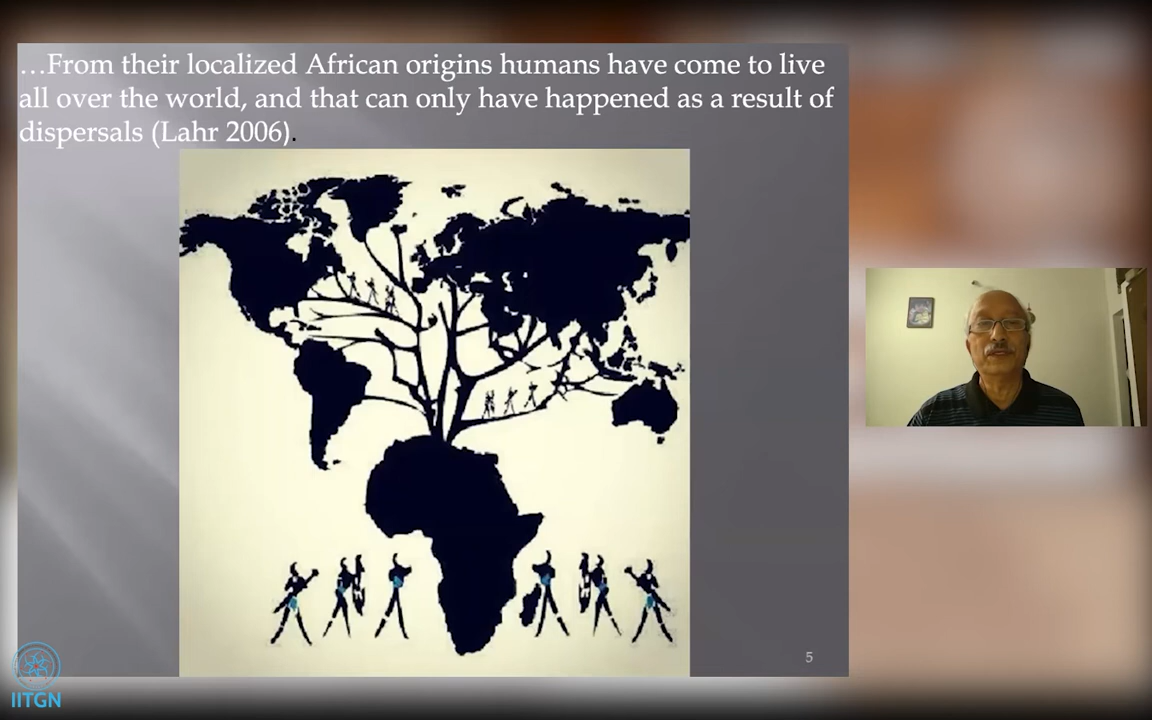 …From their localized African origins humans have come to live
all over the world, and that can only have happened as a result of
dispersals (Lahr 2006).
5
IITGN